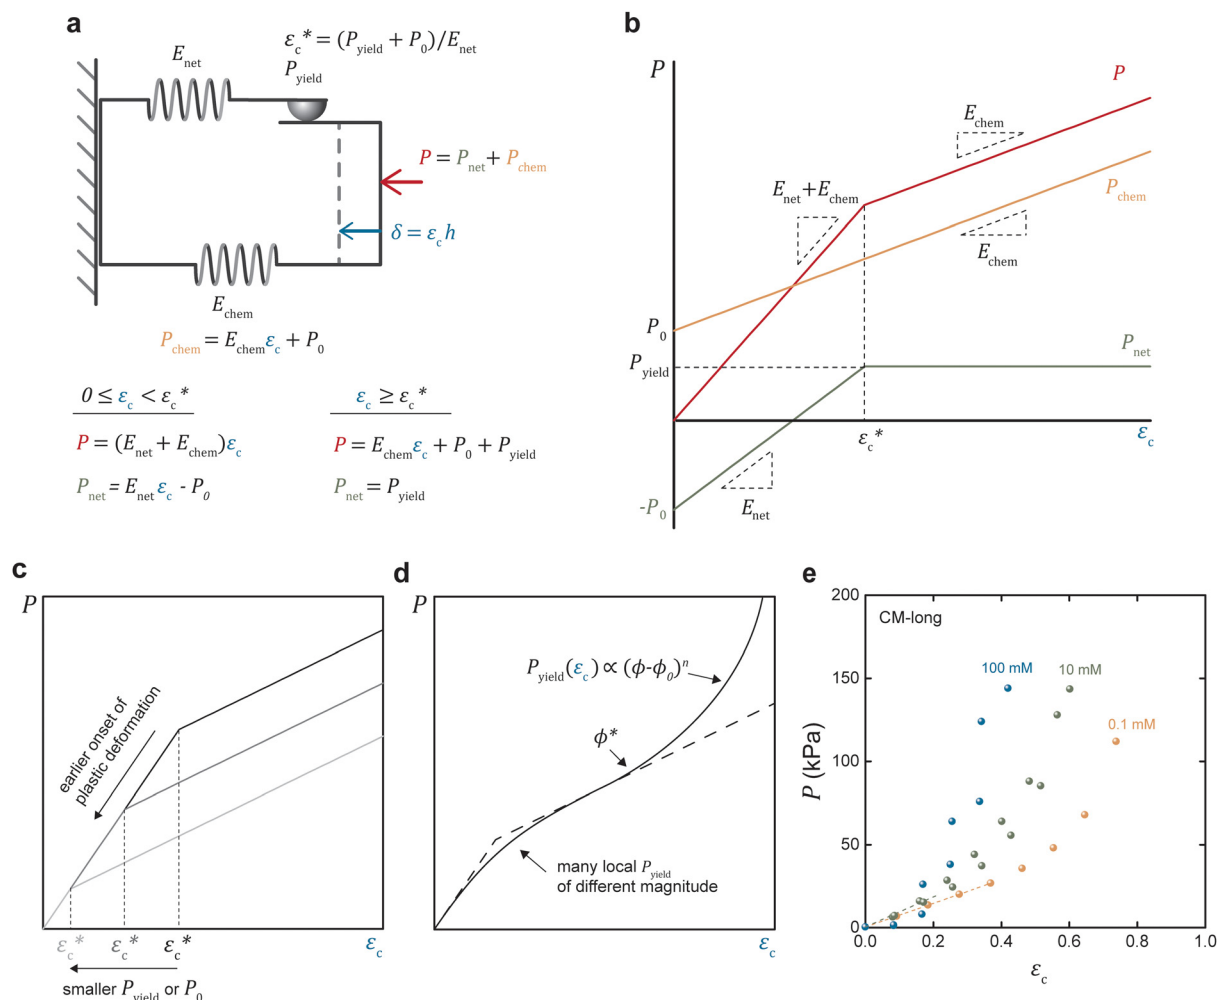 a
ε_c* = (P_yield + P_0)/E_net
E_net
P_yield
P = P_net + P_chem
δ = ε_c h
E_chem
P_chem = E_chem ε_c + P_0
0 ≤ ε_c < ε_c*
P = (E_net + E_chem)ε_c
P_net = E_net ε_c - P_0
ε_c ≥ ε_c*
P = E_chem ε_c + P_0 + P_yield
P_net = P_yield
b
P
P
E_chem
E_net + E_chem
P_chem
E_chem
P_0
P_yield
P_net
ε_c*
ε_c
E_net
-P_0
c
P
earlier onset of
plastic deformation
ε_c*
ε_c*
ε_c*
ε_c
smaller P_yield or P_0
d
P
P_yield(ε_c) ∝ (ϕ-ϕ_0)^n
ϕ*
many local P_yield
of different magnitude
ε_c
e
CM-long
100 mM
10 mM
0.1 mM
P (kPa)
200
150
100
50
0
0.0
0.2
0.4
0.6
0.8
1.0
ε_c